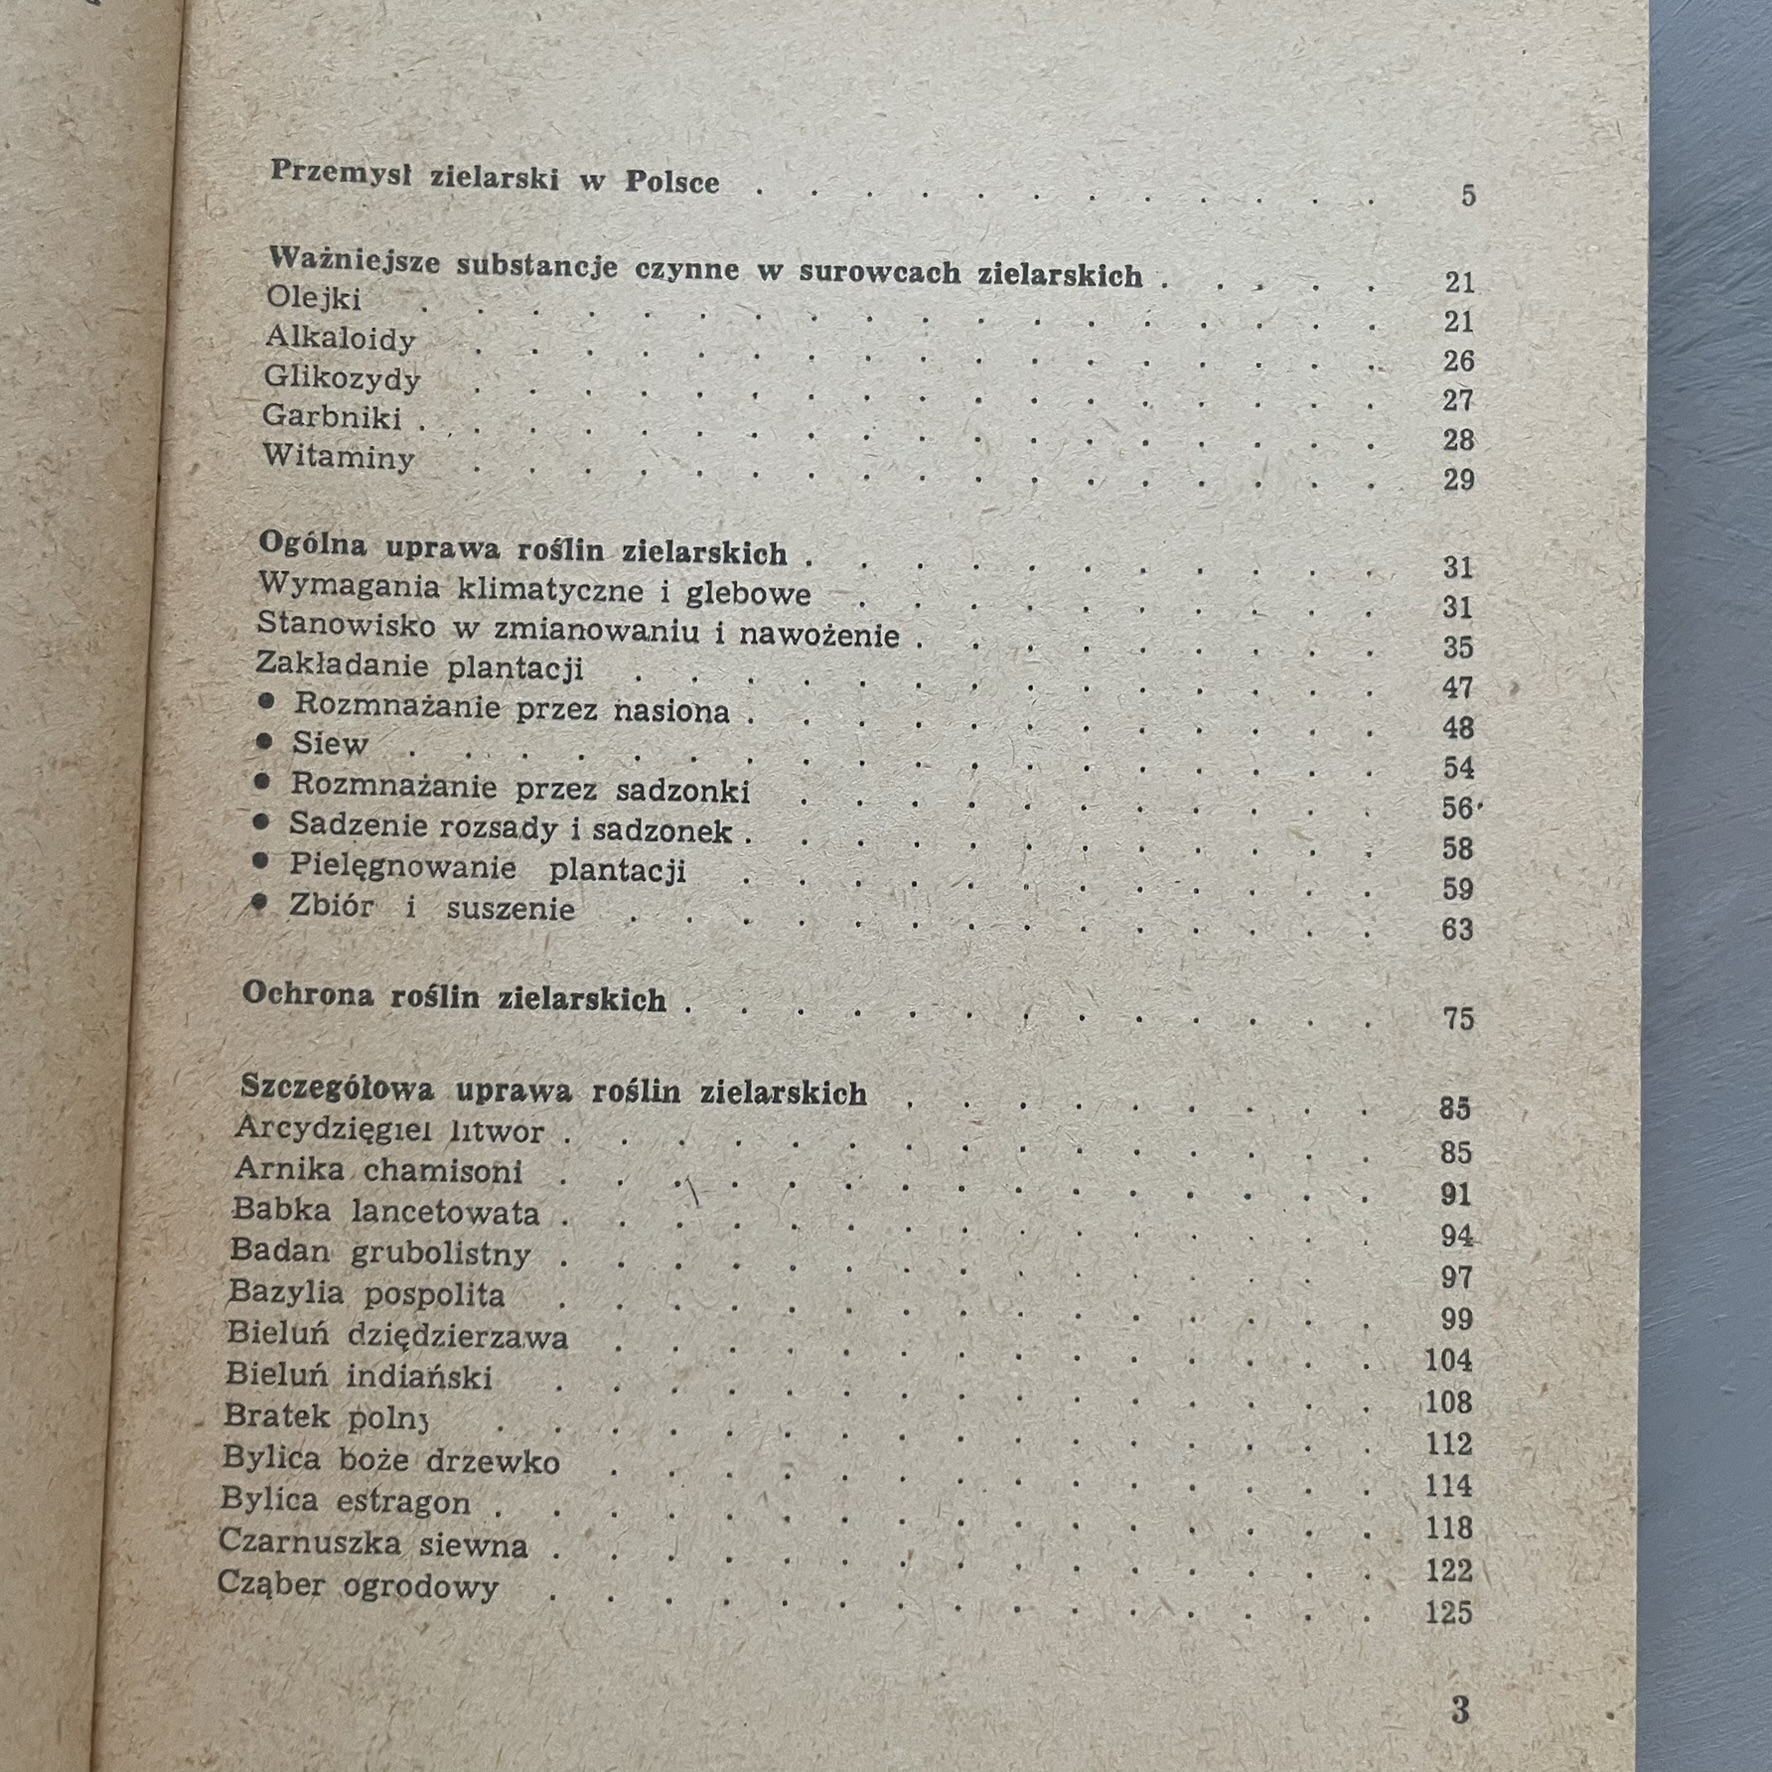 Przemysł zielarski w Polsce . . . . . . . . . . . . 5
Ważniejsze substancje czynne w surowcach zielarskich . . . . . 21
Olejki . . . . . . . . . . . . . . . . . . 21
Alkaloidy . . . . . . . . . . . . . . . . . 26
Glikozydy . . . . . . . . . . . . . . . . . 27
Garbniki . . . . . . . . . . . . . . . . . . 28
Witaminy . . . . . . . . . . . . . . . . . 29
Ogólna uprawa roślin zielarskich . . . . . . . . . . . 31
Wymagania klimatyczne i glebowe . . . . . . . . . . 31
Stanowisko w zmianowaniu i nawożenie . . . . . . . . . 35
Zakładanie plantacji . . . . . . . . . . . . . . 47
● Rozmnażanie przez nasiona . . . . . . . . . . . . 48
● Siew . . . . . . . . . . . . . . . . . . 54
● Rozmnażanie przez sadzonki . . . . . . . . . . . 56
● Sadzenie rozsady i sadzonek . . . . . . . . . . . . 58
● Pielęgnowanie plantacji . . . . . . . . . . . . 59
● Zbiór i suszenie . . . . . . . . . . . . . . 63
Ochrona roślin zielarskich . . . . . . . . . . . . . 75
Szczegółowa uprawa roślin zielarskich . . . . . . . . . 85
Arcydzięgiel litwor . . . . . . . . . . . . . . . 85
Arnika chamisoni . . . . . . . . . . . . . . . 91
Babka lancetowata . . . . . . . . . . . . . . . 94
Badan grubolistny . . . . . . . . . . . . . . 97
Bazylia pospolita . . . . . . . . . . . . . . . 99
Bieluń dziędzierzawa . . . . . . . . . . . . . . 104
Bieluń indiański . . . . . . . . . . . . . . . 108
Bratek polny . . . . . . . . . . . . . . . . 112
Bylica boże drzewko . . . . . . . . . . . . . . 114
Bylica estragon . . . . . . . . . . . . . . . . 118
Czarnuszka siewna . . . . . . . . . . . . . . . 122
Cząber ogrodowy . . . . . . . . . . . . . . . 125
3